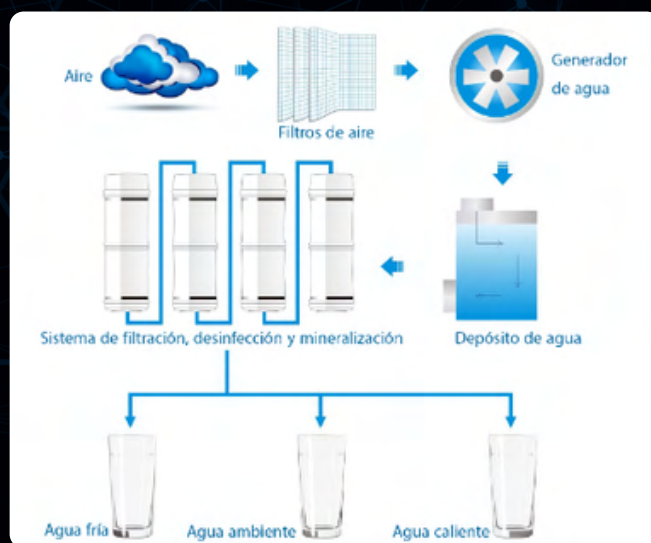 Aire
Filtros de aire
Generador
de agua
Sistema de filtración, desinfección y mineralización
Depósito de agua
Agua fría
Agua ambiente
Agua caliente